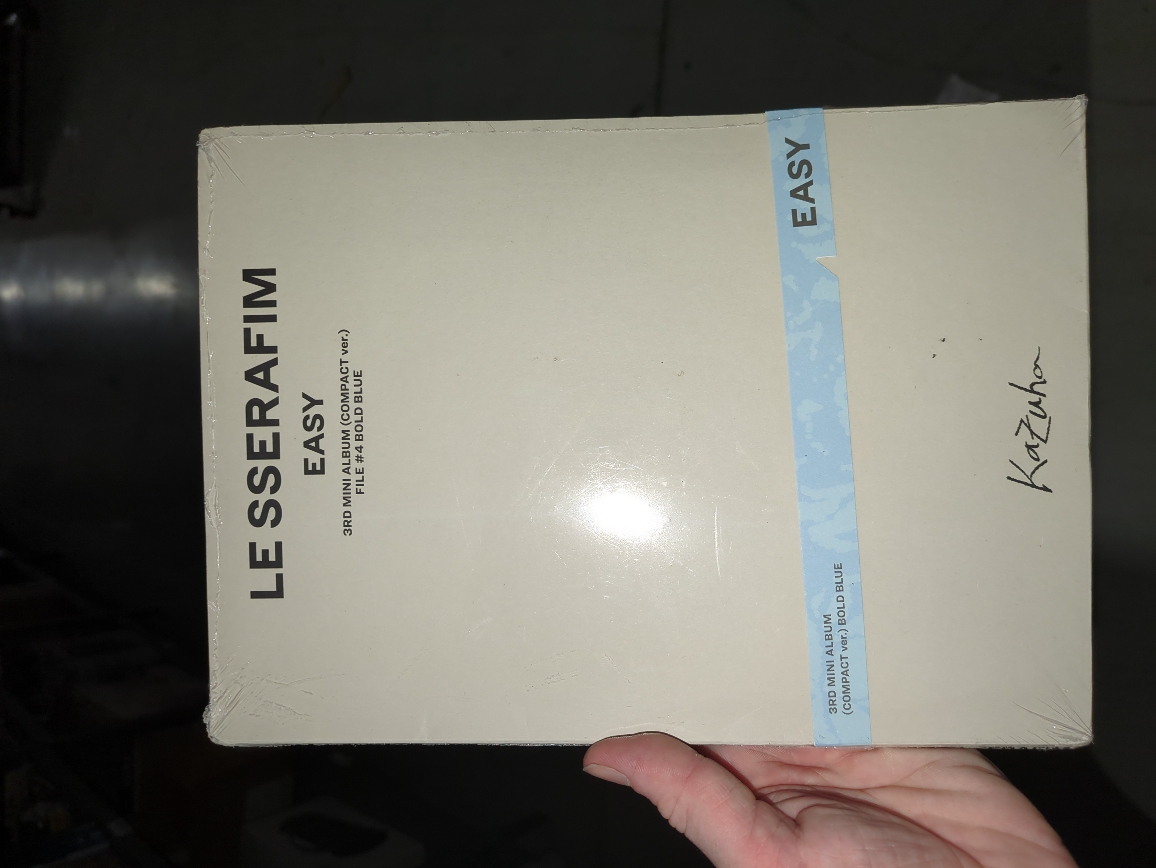 LE SSERAFIM
EASY
3RD MINI ALBUM (COMPACT ver.)
FILE #4 BOLD BLUE
3RD MINI ALBUM
(COMPACT ver.) BOLD BLUE
EASY
Kazuha